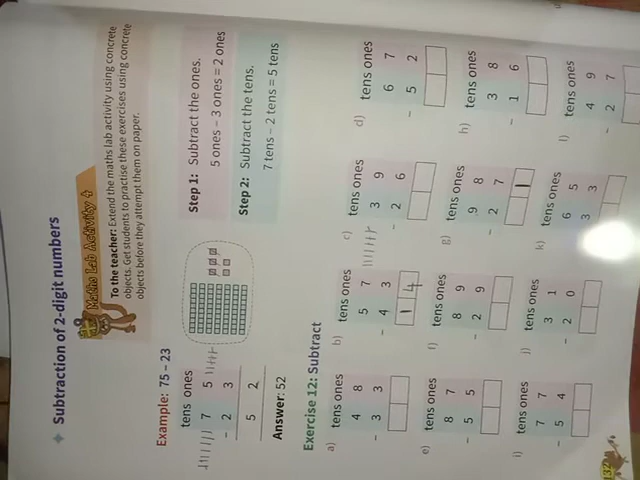 Subtraction of 2-digit numbers
Maths Lab Activity 4
To the teacher: Extend the maths lab activity using concrete
objects. Get students to practise these exercises using concrete
objects before they attempt them on paper.
Example: 75 – 23
tens ones
7 5
– 2 3
5 2
Answer: 52
Step 1: Subtract the ones.
5 ones – 3 ones = 2 ones
Step 2: Subtract the tens.
7 tens – 2 tens = 5 tens
Exercise 12: Subtract
a) tens ones
4 8
– 3 3
b) tens ones
5 7
– 4 3
1 4
c) tens ones
3 9
– 2 6
d) tens ones
6 7
– 5 2
e) tens ones
8 7
– 5 5
f) tens ones
8 9
– 2 9
g) tens ones
9 8
– 2 7
1
h) tens ones
3 8
– 1 6
i) tens ones
7 7
– 5 4
j) tens ones
3 1
– 2 0
k) tens ones
6 5
3 3
l) tens ones
4 9
– 2 7
32